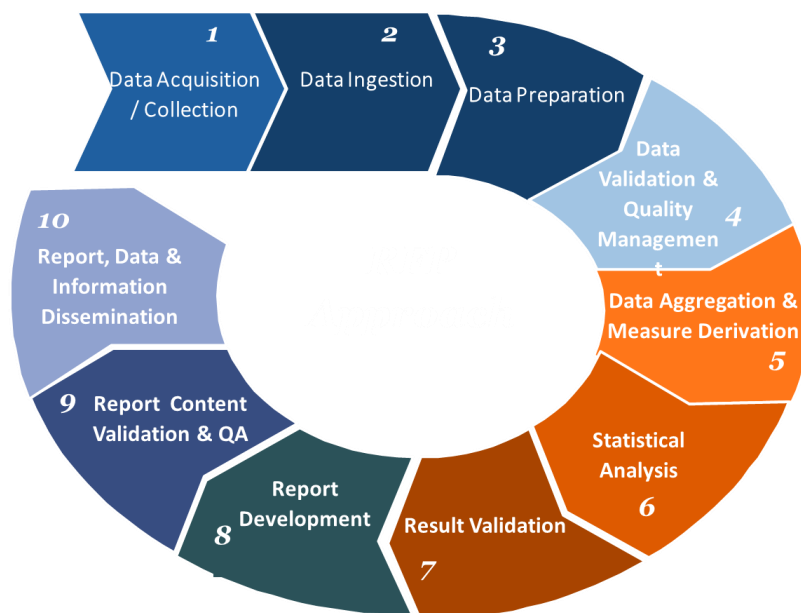 1
Data Acquisition
/ Collection
2
Data Ingestion
3
Data Preparation
Data
Validation &
Quality
Managemen
t
4
Data Aggregation &
Measure Derivation
5
Statistical
Analysis
6
Result Validation
7
Report
Development
8
9
Report Content
Validation & QA
10
Report, Data &
Information
Dissemination